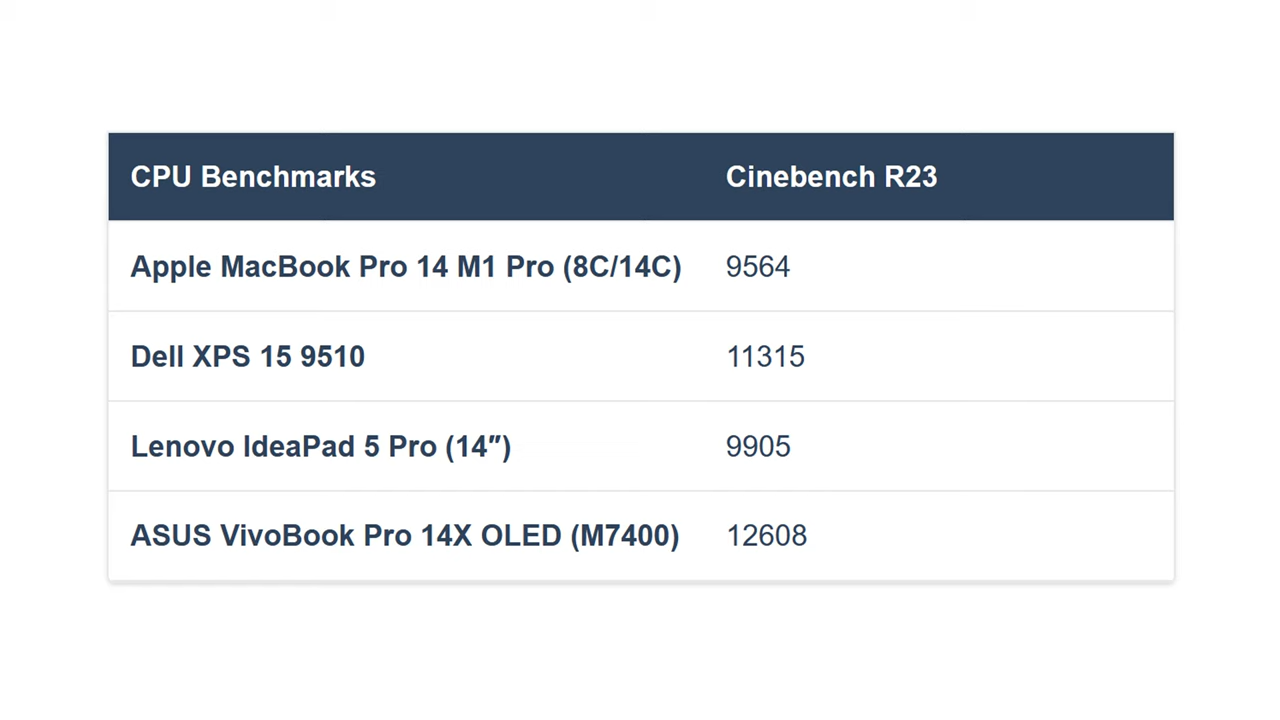 CPU Benchmarks Cinebench R23
Apple MacBook Pro 14 M1 Pro (8C/14C) 9564
Dell XPS 15 9510 11315
Lenovo IdeaPad 5 Pro (14″) 9905
ASUS VivoBook Pro 14X OLED (M7400) 12608